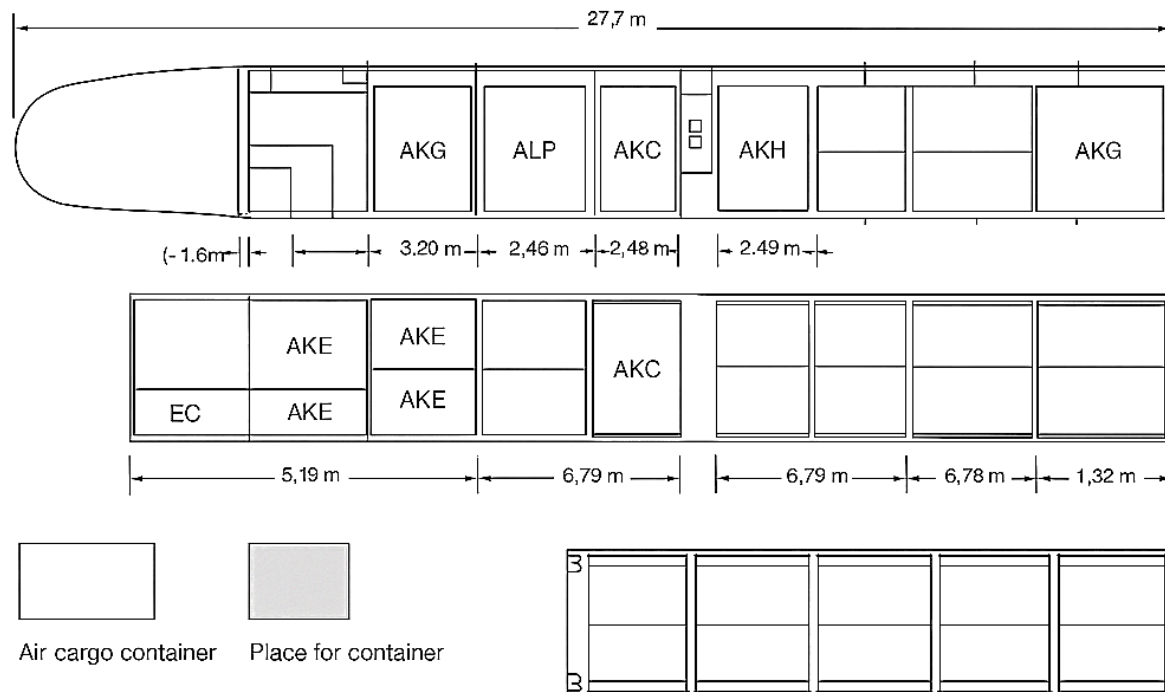 27,7 m
AKG ALP AKC AKH AKG
(- 1.6m 3.20 m 2,46 m 2,48 m 2.49 m
AKE AKE AKC
EC AKE AKE
5,19 m 6,79 m 6,79 m 6,78 m 1,32 m
Air cargo container Place for container